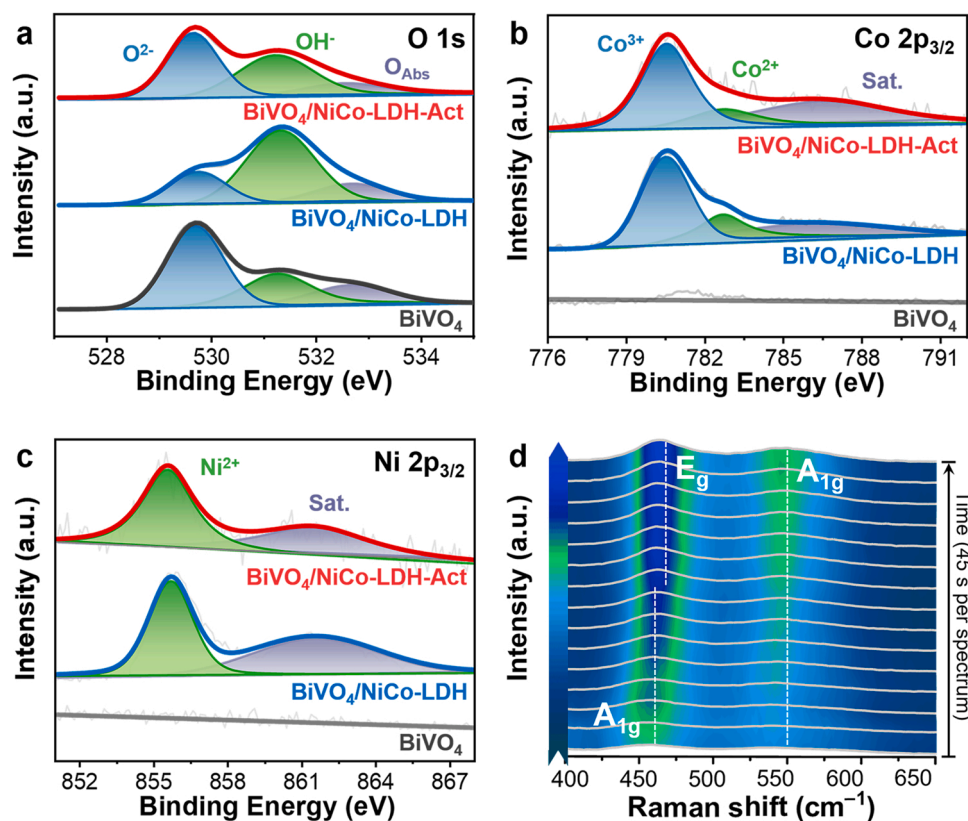 a
O 1s
O²⁻
OH⁻
O_Abs
BiVO₄/NiCo-LDH-Act
BiVO₄/NiCo-LDH
BiVO₄
Intensity (a.u.)
528 530 532 534
Binding Energy (eV)
b
Co 2p₃/₂
Co³⁺
Co²⁺
Sat.
BiVO₄/NiCo-LDH-Act
BiVO₄/NiCo-LDH
BiVO₄
Intensity (a.u.)
776 779 782 785 788 791
Binding Energy (eV)
c
Ni 2p₃/₂
Ni²⁺
Sat.
BiVO₄/NiCo-LDH-Act
BiVO₄/NiCo-LDH
BiVO₄
Intensity (a.u.)
852 855 858 861 864 867
Binding Energy (eV)
d
E_g
A_1g
A_1g
Intensity (a.u.)
Time (45 s per spectrum)
400 450 500 550 600 650
Raman shift (cm⁻¹)